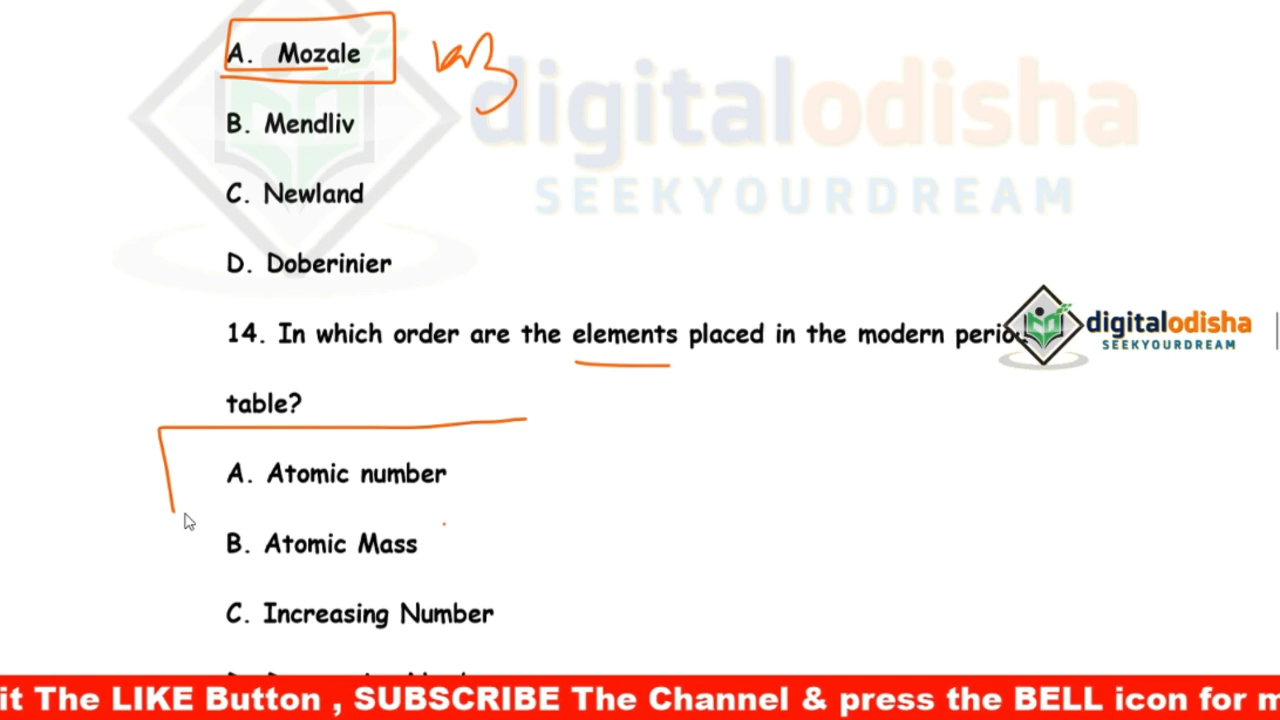 A. Mozale
digitalodisha
SEEKYOURDREAM
B. Mendliv
C. Newland
D. Doberinier
14. In which order are the elements placed in the modern
digitalodisha
SEEKYOURDREAM
table?
A. Atomic number
B. Atomic Mass
C. Increasing Number
it The LIKE Button , SUBSCRIBE The Channel & press the BELL icon for m